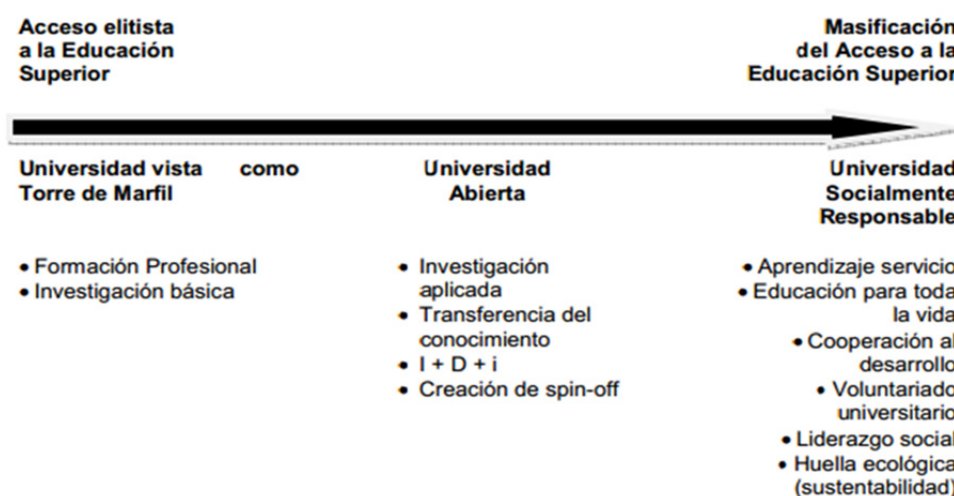 Acceso elitista
a la Educación
Superior
Masificación
del Acceso a la
Educación Superior
Universidad vista como
Torre de Marfil
Universidad
Abierta
Universidad
Socialmente
Responsable
• Formación Profesional
• Investigación básica
• Investigación
aplicada
• Transferencia del
conocimiento
• I + D + i
• Creación de spin-off
• Aprendizaje servicio
• Educación para toda
la vida
• Cooperación al
desarrollo
• Voluntariado
universitario
• Liderazgo social
• Huella ecológica
(sustentabilidad)